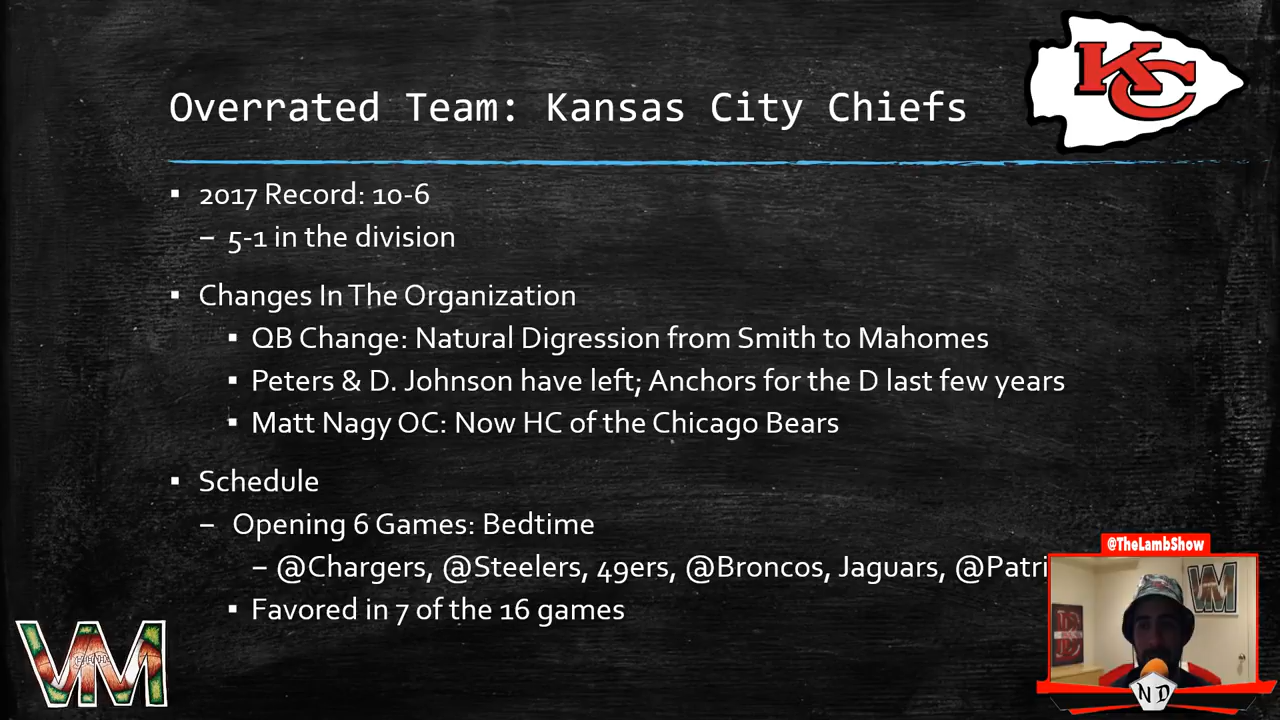 KC
Overrated Team: Kansas City Chiefs
▪ 2017 Record: 10-6
– 5-1 in the division
▪ Changes In The Organization
▪ QB Change: Natural Digression from Smith to Mahomes
▪ Peters & D. Johnson have left; Anchors for the D last few years
▪ Matt Nagy OC: Now HC of the Chicago Bears
▪ Schedule
– Opening 6 Games: Bedtime
– @Chargers, @Steelers, 49ers, @Broncos, Jaguars, @Patri
▪ Favored in 7 of the 16 games
@TheLambShow
VM
VM
ND